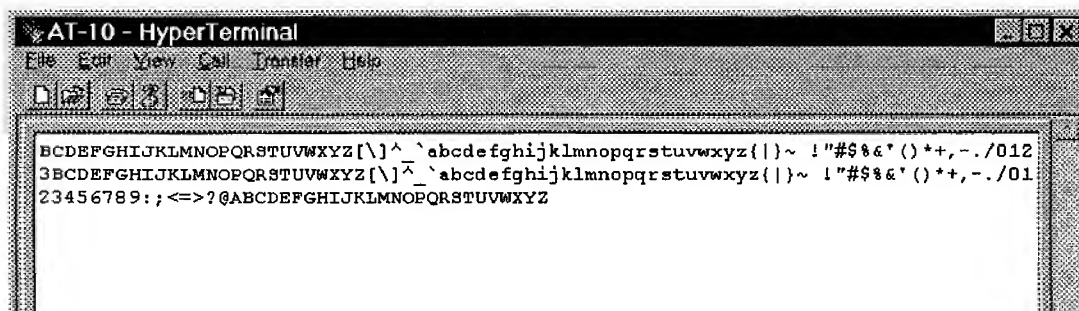 AT-10 - HyperTerminal
File Edit View Call Transfer Help
BCDEFGHIJKLMNOPQRSTUVWXYZ[\]^_`abcdefghijklmnopqrstuvwxyz{|}~ !"#$%&'()*+,-./012
3BCDEFGHIJKLMNOPQRSTUVWXYZ[\]^_`abcdefghijklmnopqrstuvwxyz{|}~ !"#$%&'()*+,-./01
23456789:;<=>?@ABCDEFGHIJKLMNOPQRSTUVWXYZ